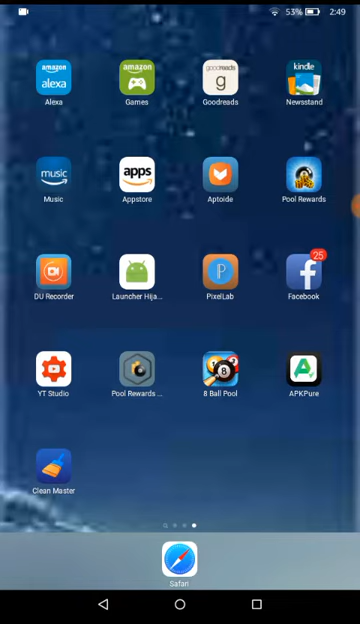 53% 2:49
amazon amazon goodreads kindle
alexa g
Alexa Games Goodreads Newsstand
music apps
Music Appstore Aptoide Pool Rewards
P 25
DU Recorder Launcher Hija... PixelLab Facebook
8
YT Studio Pool Rewards ... 8 Ball Pool APKPure
Clean Master
Safari